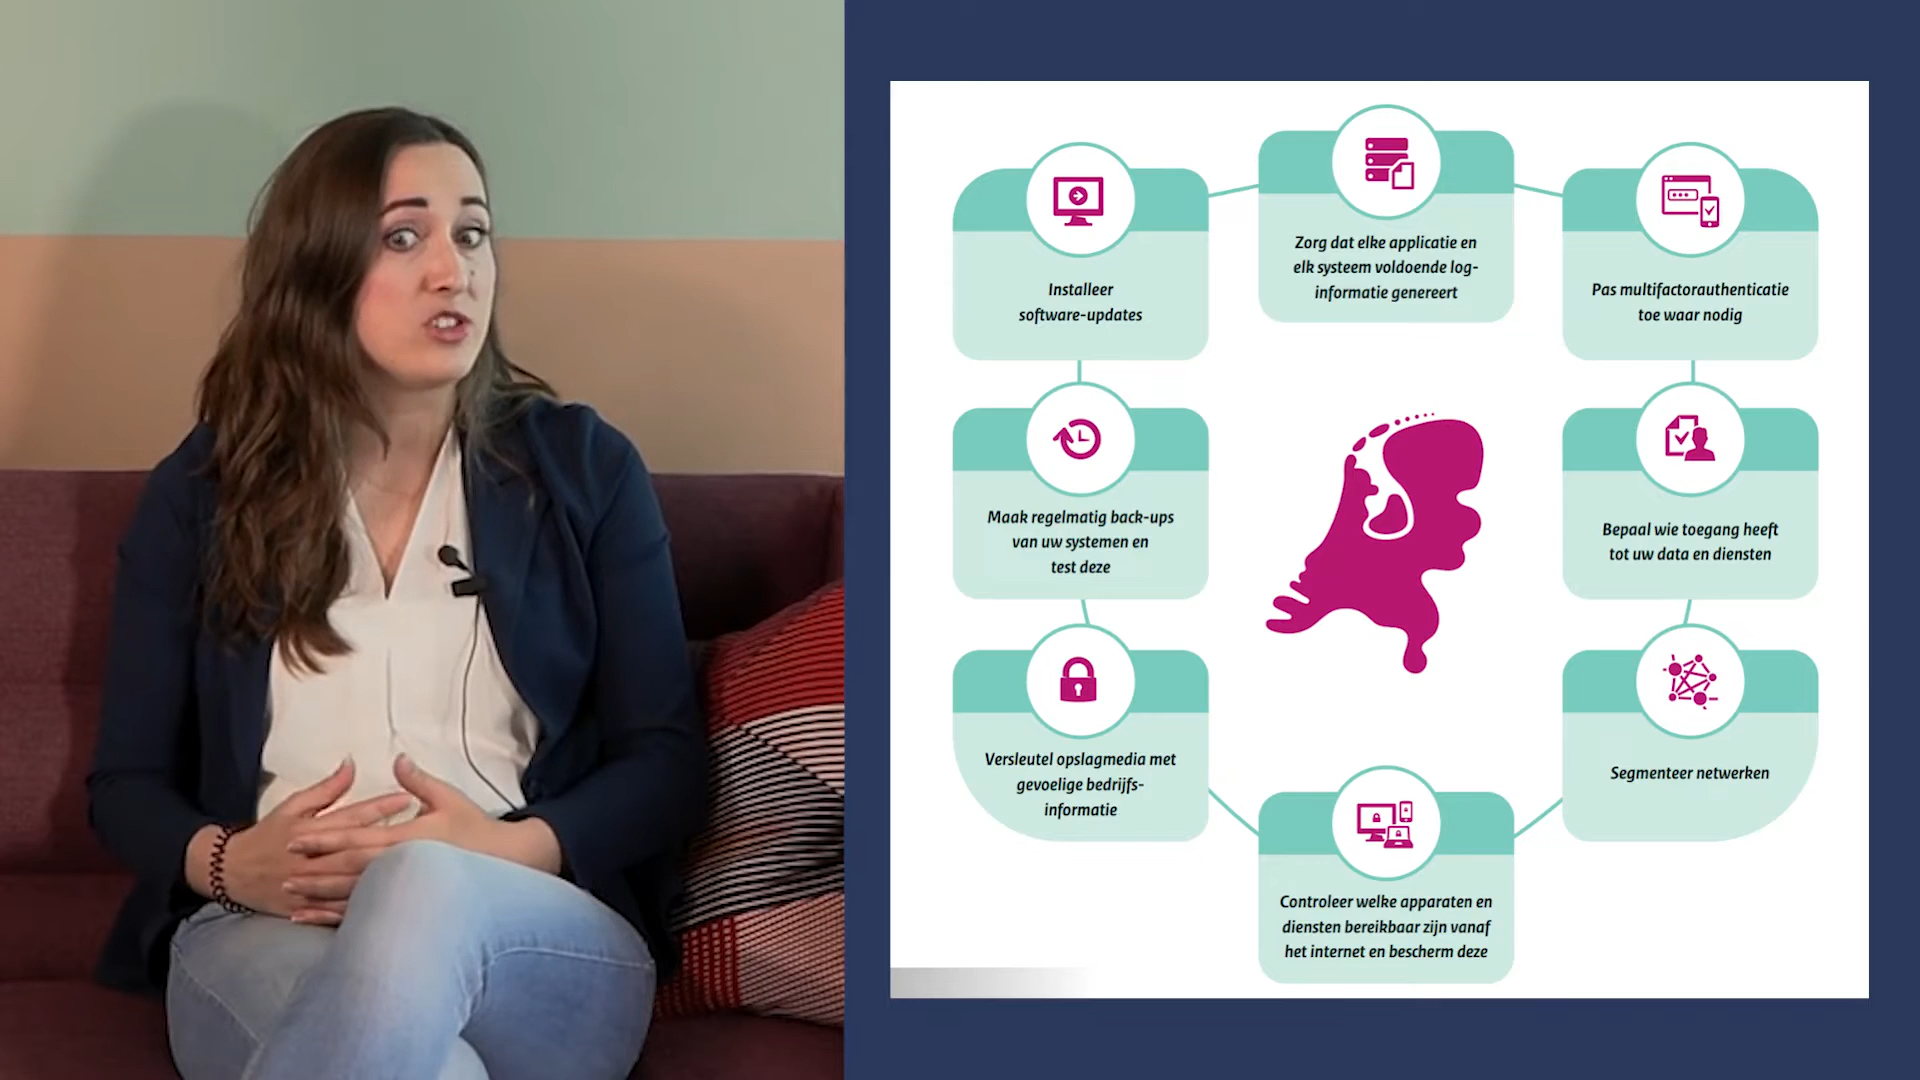 Zorg dat elke applicatie en
elk systeem voldoende log-
informatie genereert
Installeer
software-updates
Pas multifactorauthenticatie
toe waar nodig
Maak regelmatig back-ups
van uw systemen en
test deze
Bepaal wie toegang heeft
tot uw data en diensten
Versleutel opslagmedia met
gevoelige bedrijfs-
informatie
Segmenteer netwerken
Controleer welke apparaten en
diensten bereikbaar zijn vanaf
het internet en bescherm deze